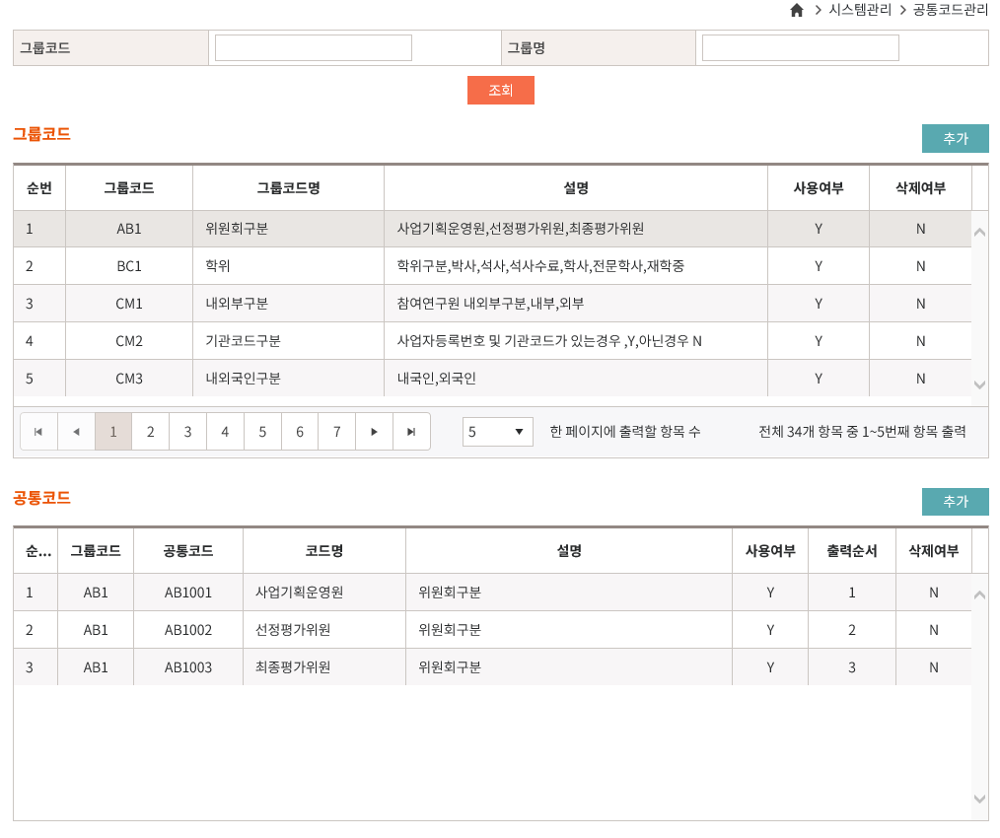 시스템관리 공통코드관리
그룹코드 그룹명
조회
그룹코드
추가
순번 그룹코드 그룹코드명 설명 사용여부 삭제여부
1 AB1 위원회구분 사업기획운영원,선정평가위원,최종평가위원 Y N
2 BC1 학위 학위구분,박사,석사,석사수료,학사,전문학사,재학중 Y N
3 CM1 내외부구분 참여연구원 내외부구분,내부,외부 Y N
4 CM2 기관코드구분 사업자등록번호 및 기관코드가 있는경우 ,Y,아닌경우 N Y N
5 CM3 내외국인구분 내국인,외국인 Y N
1 2 3 4 5 6 7 5 한 페이지에 출력할 항목 수 전체 34개 항목 중 1~5번째 항목 출력
공통코드
추가
순... 그룹코드 공통코드 코드명 설명 사용여부 출력순서 삭제여부
1 AB1 AB1001 사업기획운영원 위원회구분 Y 1 N
2 AB1 AB1002 선정평가위원 위원회구분 Y 2 N
3 AB1 AB1003 최종평가위원 위원회구분 Y 3 N